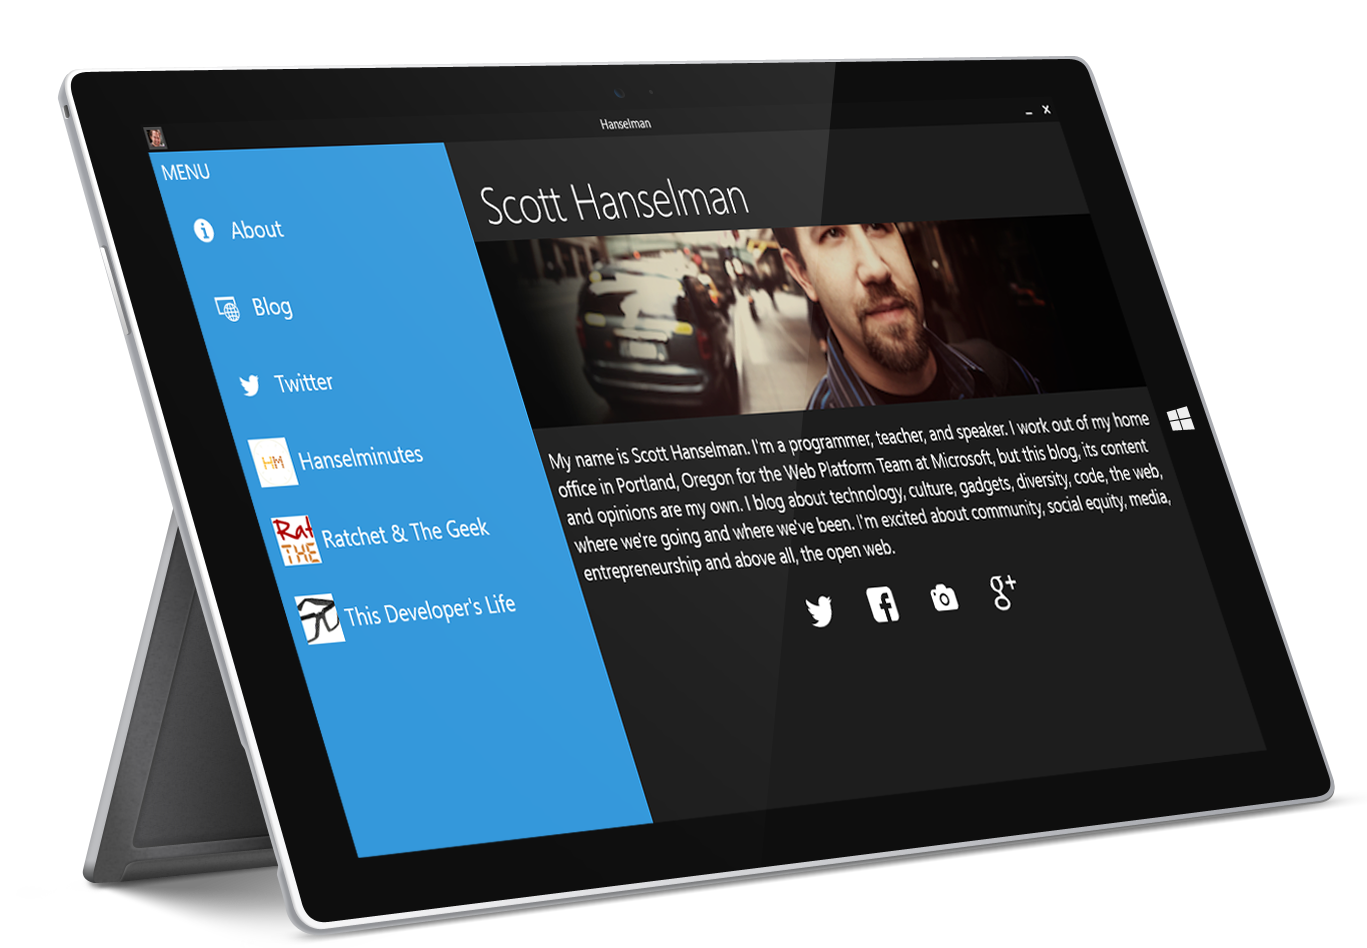 Hanselman
MENU
About
Blog
Twitter
HM
Hanselminutes
Rat
THE
Ratchet & The Geek
This Developer's Life
Scott Hanselman
My name is Scott Hanselman. I'm a programmer, teacher, and speaker. I work out of my home
office in Portland, Oregon for the Web Platform Team at Microsoft, but this blog, its content
and opinions are my own. I blog about technology, culture, gadgets, diversity, code, the web,
where we're going and where we've been. I'm excited about community, social equity, media,
entrepreneurship and above all, the open web.
g+